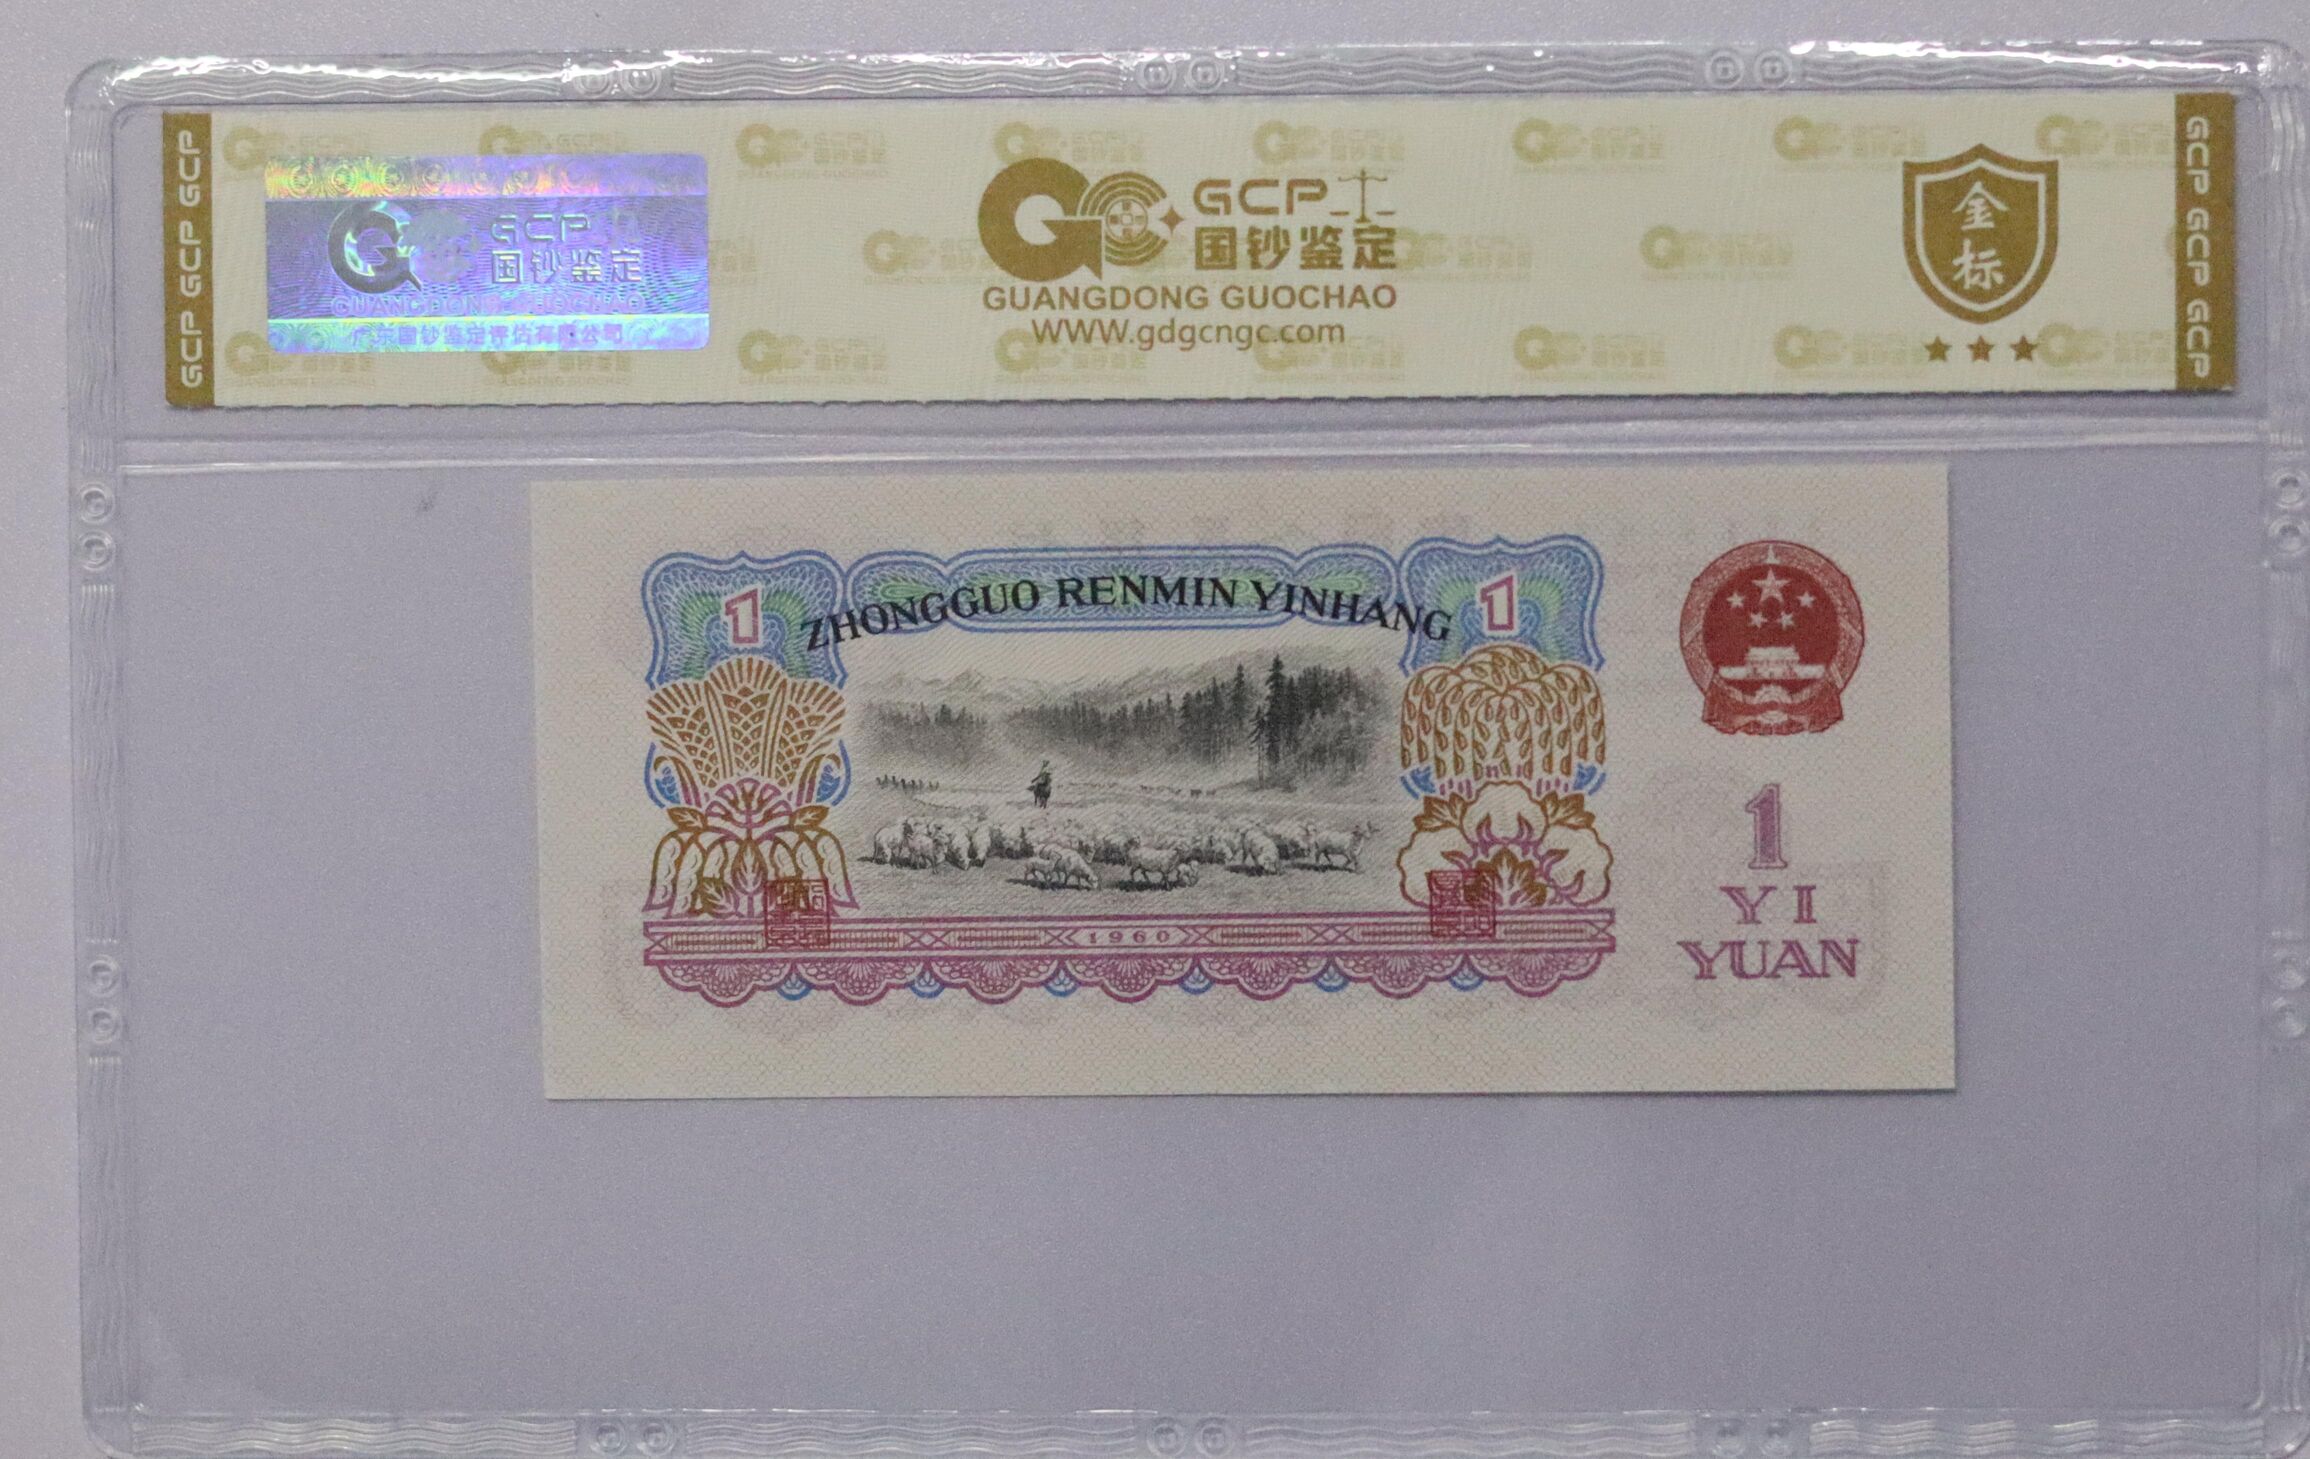 GCP GCP GCP
GCP
国钞鉴定
GUANGDONG GUOCHAO
广东国钞鉴定评估有限公司
GCP
国钞鉴定
GUANGDONG GUOCHAO
WWW.gdgcngc.com
金标
GCP GCP GCP
1
ZHONGGUO RENMIN YINHANG
1
1960
1
YI
YUAN